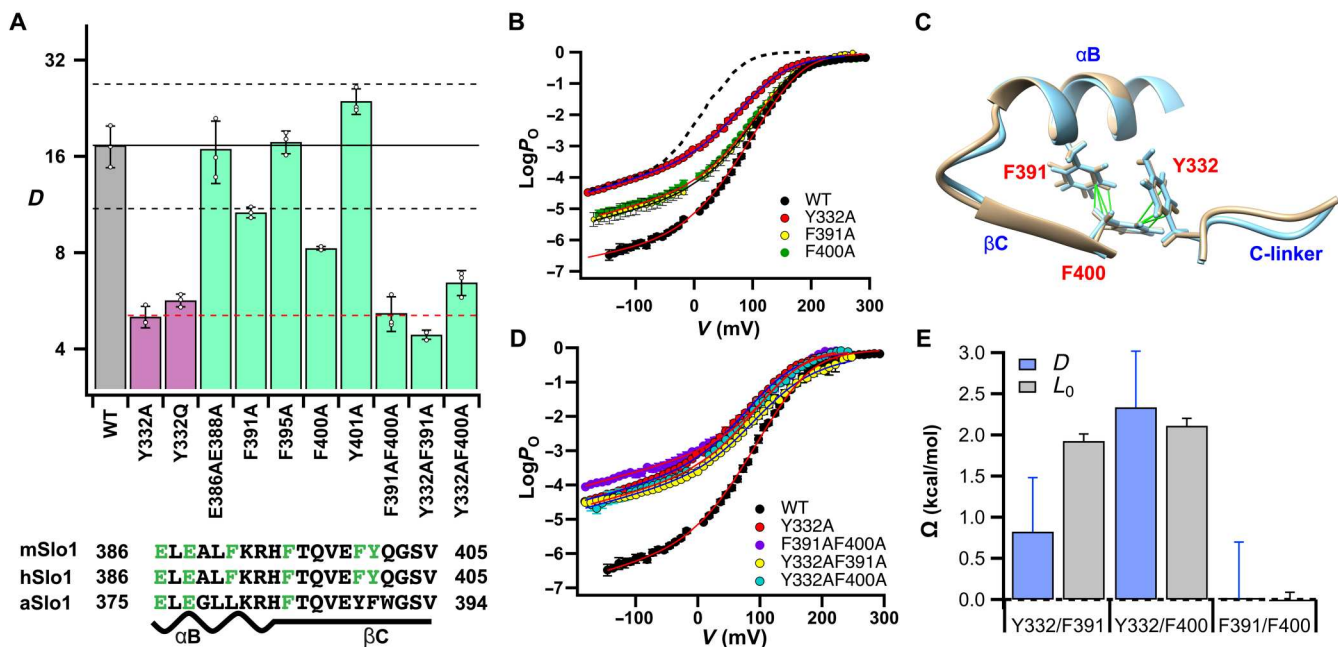 A
32
16
8
4
D
WT
Y332A
Y332Q
E386AE388A
F391A
F395A
F400A
Y401A
F391AF400A
Y332AF391A
Y332AF400A
mSlo1 386 ELEALFKRHFTQVEFYQGSV 405
hSlo1 386 ELEALFKRHFTQVEFYQGSV 405
aSlo1 375 ELEGLLKRHFTQVEYFWGSV 394
αB βC
B
0
−1
−2
−3
−4
−5
−6
−7
LogPO
WT
Y332A
F391A
F400A
−100 0 100 200 300
V (mV)
C
αB
F391
Y332
βC
F400
C-linker
D
0
−1
−2
−3
−4
−5
−6
−7
LogPO
WT
Y332A
F391AF400A
Y332AF391A
Y332AF400A
−100 0 100 200 300
V (mV)
E
3.0
2.5
2.0
1.5
1.0
0.5
0.0
Ω (kcal/mol)
D
L0
Y332/F391 Y332/F400 F391/F400